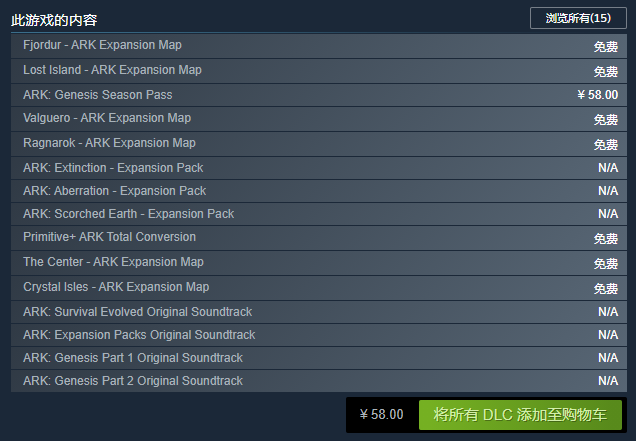 此游戏的内容 浏览所有(15)
Fjordur - ARK Expansion Map 免费
Lost Island - ARK Expansion Map 免费
ARK: Genesis Season Pass ¥ 58.00
Valguero - ARK Expansion Map 免费
Ragnarok - ARK Expansion Map 免费
ARK: Extinction - Expansion Pack N/A
ARK: Aberration - Expansion Pack N/A
ARK: Scorched Earth - Expansion Pack N/A
Primitive+ ARK Total Conversion 免费
The Center - ARK Expansion Map 免费
Crystal Isles - ARK Expansion Map 免费
ARK: Survival Evolved Original Soundtrack N/A
ARK: Expansion Packs Original Soundtrack N/A
ARK: Genesis Part 1 Original Soundtrack N/A
ARK: Genesis Part 2 Original Soundtrack N/A
¥ 58.00 将所有 DLC 添加至购物车